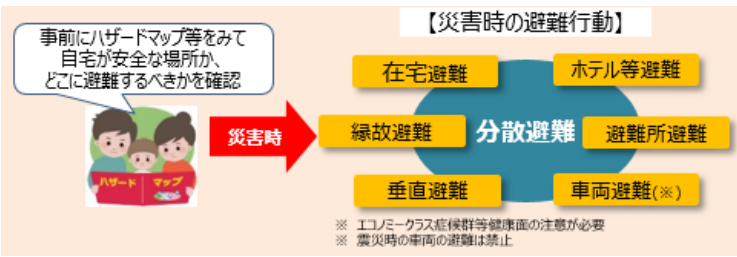 【災害時の避難行動】
事前にハザードマップ等をみて
自宅が安全な場所か、
どこに避難するべきかを確認
ハザード マップ
災害時
分散避難
在宅避難
ホテル等避難
縁故避難
避難所避難
垂直避難
車両避難(※)
※ エコノミークラス症候群等健康面の注意が必要
※ 震災時の車両の避難は禁止